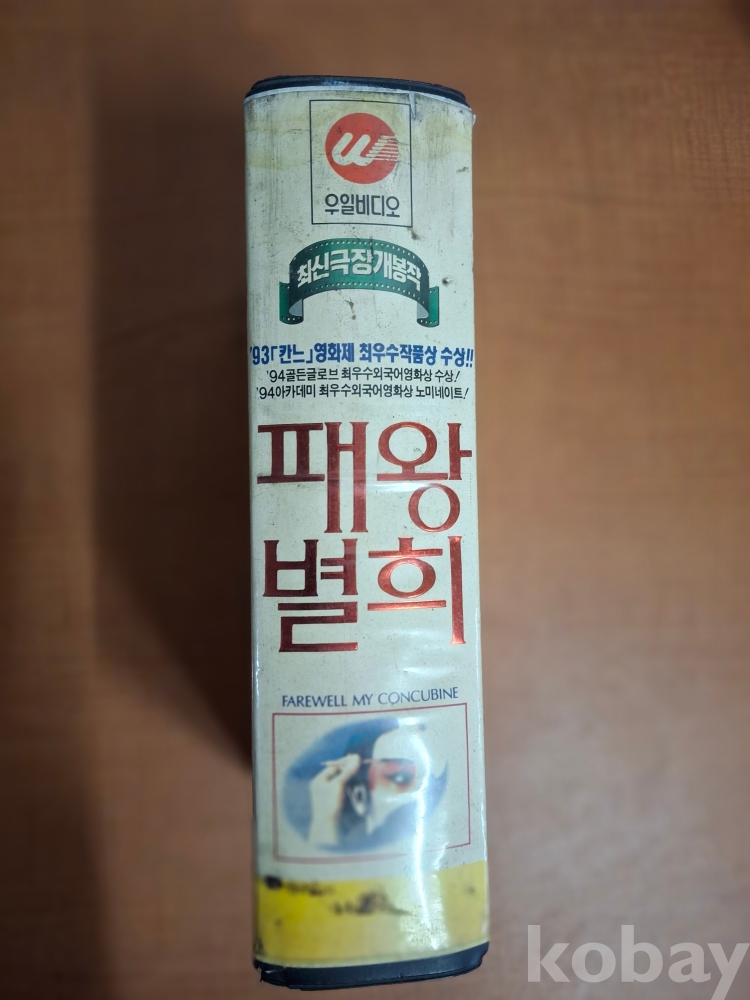 우일비디오
최신극장개봉작
'93「칸느」영화제 최우수작품상 수상!!
'94골든글로브 최우수외국어영화상 수상!
'94아카데미 최우수외국어영화상 노미네이트!
패왕
별희
FAREWELL MY CONCUBINE
kobay